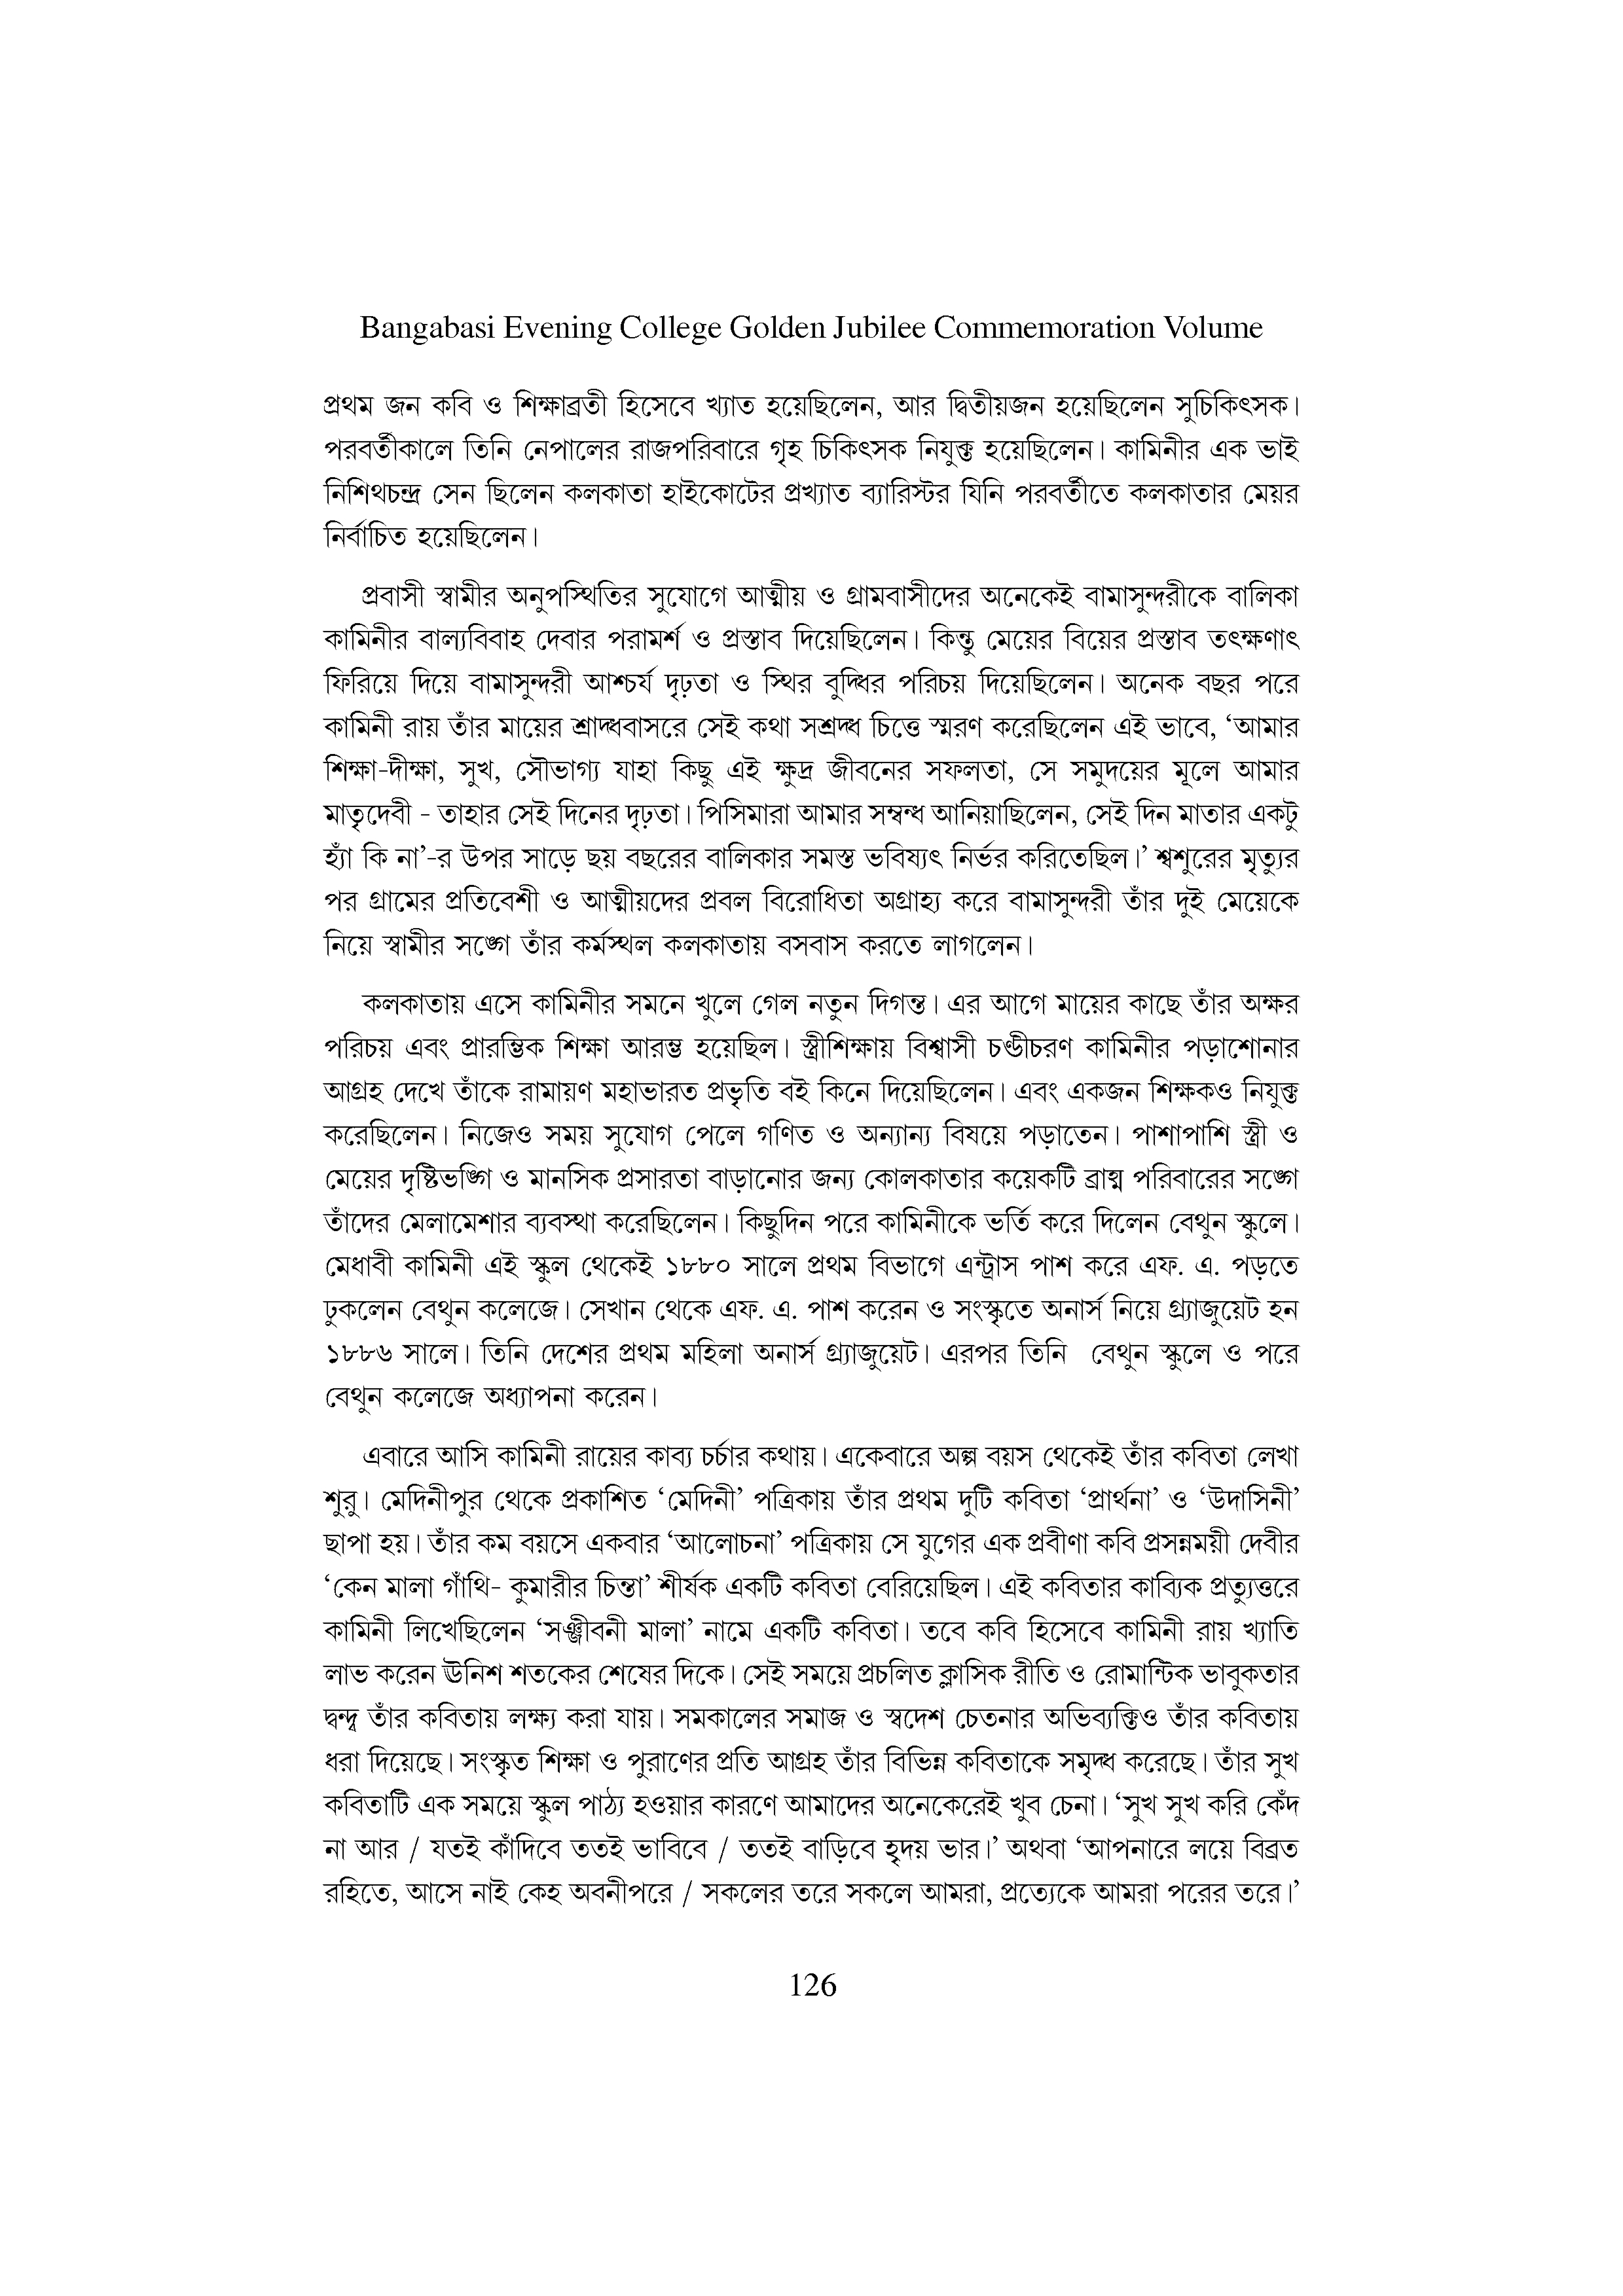 Bangabasi Evening College Golden Jubilee Commemoration Volume
প্রথম জন কবি ও শিক্ষাব্রতী হিসেবে খ্যাত হয়েছিলেন, আর দ্বিতীয়জন হয়েছিলেন সুচিকিৎসক।
পরবর্তীকালে তিনি নেপালের রাজপরিবারে গৃহ চিকিৎসক নিযুক্ত হয়েছিলেন। কামিনীর এক ভাই
নিশিথচন্দ্র সেন ছিলেন কলকাতা হাইকোটের প্রখ্যাত ব্যারিস্টর যিনি পরবর্তীতে কলকাতার মেয়র
নির্বাচিত হয়েছিলেন।
প্রবাসী স্বামীর অনুপস্থিতির সুযোগে আত্মীয় ও গ্রামবাসীদের অনেকেই বামাসুন্দরীকে বালিকা
কামিনীর বাল্যবিবাহ দেবার পরামর্শ ও প্রস্তাব দিয়েছিলেন। কিন্তু মেয়ের বিয়ের প্রস্তাব তৎক্ষণাৎ
ফিরিয়ে দিয়ে বামাসুন্দরী আশ্চর্য দৃঢ়তা ও স্থির বুদ্ধির পরিচয় দিয়েছিলেন। অনেক বছর পরে
কামিনী রায় তাঁর মায়ের শ্রাদ্ধবাসরে সেই কথা সশ্রদ্ধ চিত্তে স্মরণ করেছিলেন এই ভাবে, ‘আমার
শিক্ষা-দীক্ষা, সুখ, সৌভাগ্য যাহা কিছু এই ক্ষুদ্র জীবনের সফলতা, সে সমুদয়ের মূলে আমার
মাতৃদেবী - তাহার সেই দিনের দৃঢ়তা। পিসিমারা আমার সম্বন্ধ আনিয়াছিলেন, সেই দিন মাতার একটু
হ্যাঁ কি না’-র উপর সাড়ে ছয় বছরের বালিকার সমস্ত ভবিষ্যৎ নির্ভর করিতেছিল।’ শ্বশুরের মৃত্যুর
পর গ্রামের প্রতিবেশী ও আত্মীয়দের প্রবল বিরোধিতা অগ্রাহ্য করে বামাসুন্দরী তাঁর দুই মেয়েকে
নিয়ে স্বামীর সঙ্গে তাঁর কর্মস্থল কলকাতায় বসবাস করতে লাগলেন।
কলকাতায় এসে কামিনীর সমনে খুলে গেল নতুন দিগন্ত। এর আগে মায়ের কাছে তাঁর অক্ষর
পরিচয় এবং প্রারম্ভিক শিক্ষা আরম্ভ হয়েছিল। স্ত্রীশিক্ষায় বিশ্বাসী চণ্ডীচরণ কামিনীর পড়াশোনার
আগ্রহ দেখে তাঁকে রামায়ণ মহাভারত প্রভৃতি বই কিনে দিয়েছিলেন। এবং একজন শিক্ষকও নিযুক্ত
করেছিলেন। নিজেও সময় সুযোগ পেলে গণিত ও অন্যান্য বিষয়ে পড়াতেন। পাশাপাশি স্ত্রী ও
মেয়ের দৃষ্টিভঙ্গি ও মানসিক প্রসারতা বাড়ানোর জন্য কোলকাতার কয়েকটি ব্রাহ্ম পরিবারের সঙ্গে
তাঁদের মেলামেশার ব্যবস্থা করেছিলেন। কিছুদিন পরে কামিনীকে ভর্তি করে দিলেন বেথুন স্কুলে।
মেধাবী কামিনী এই স্কুল থেকেই ১৮৮০ সালে প্রথম বিভাগে এন্ট্রাস পাশ করে এফ. এ. পড়তে
ঢুকলেন বেথুন কলেজে। সেখান থেকে এফ. এ. পাশ করেন ও সংস্কৃতে অনার্স নিয়ে গ্র্যাজুয়েট হন
১৮৮৬ সালে। তিনি দেশের প্রথম মহিলা অনার্স গ্র্যাজুয়েট। এরপর তিনি বেথুন স্কুলে ও পরে
বেথুন কলেজে অধ্যাপনা করেন।
এবারে আসি কামিনী রায়ের কাব্য চর্চার কথায়। একেবারে অল্প বয়স থেকেই তাঁর কবিতা লেখা
শুরু। মেদিনীপুর থেকে প্রকাশিত ‘মেদিনী’ পত্রিকায় তাঁর প্রথম দুটি কবিতা ‘প্রার্থনা’ ও ‘উদাসিনী’
ছাপা হয়। তাঁর কম বয়সে একবার ‘আলোচনা’ পত্রিকায় সে যুগের এক প্রবীণা কবি প্রসন্নময়ী দেবীর
‘কেন মালা গাঁথি- কুমারীর চিন্তা’ শীর্ষক একটি কবিতা বেরিয়েছিল। এই কবিতার কাব্যিক প্রত্যুত্তরে
কামিনী লিখেছিলেন ‘সঞ্জীবনী মালা’ নামে একটি কবিতা। তবে কবি হিসেবে কামিনী রায় খ্যাতি
লাভ করেন ঊনিশ শতকের শেষের দিকে। সেই সময়ে প্রচলিত ক্লাসিক রীতি ও রোমান্টিক ভাবুকতার
দ্বন্দ্ব তাঁর কবিতায় লক্ষ্য করা যায়। সমকালের সমাজ ও স্বদেশ চেতনার অভিব্যক্তিও তাঁর কবিতায়
ধরা দিয়েছে। সংস্কৃত শিক্ষা ও পুরাণের প্রতি আগ্রহ তাঁর বিভিন্ন কবিতাকে সমৃদ্ধ করেছে। তাঁর সুখ
কবিতাটি এক সময়ে স্কুল পাঠ্য হওয়ার কারণে আমাদের অনেকেরেই খুব চেনা। ‘সুখ সুখ করি কেঁদ
না আর / যতই কাঁদিবে ততই ভাবিবে / ততই বাড়িবে হৃদয় ভার।’ অথবা ‘আপনারে লয়ে বিব্রত
রহিতে, আসে নাই কেহ অবনীপরে / সকলের তরে সকলে আমরা, প্রত্যেকে আমরা পরের তরে।’
126